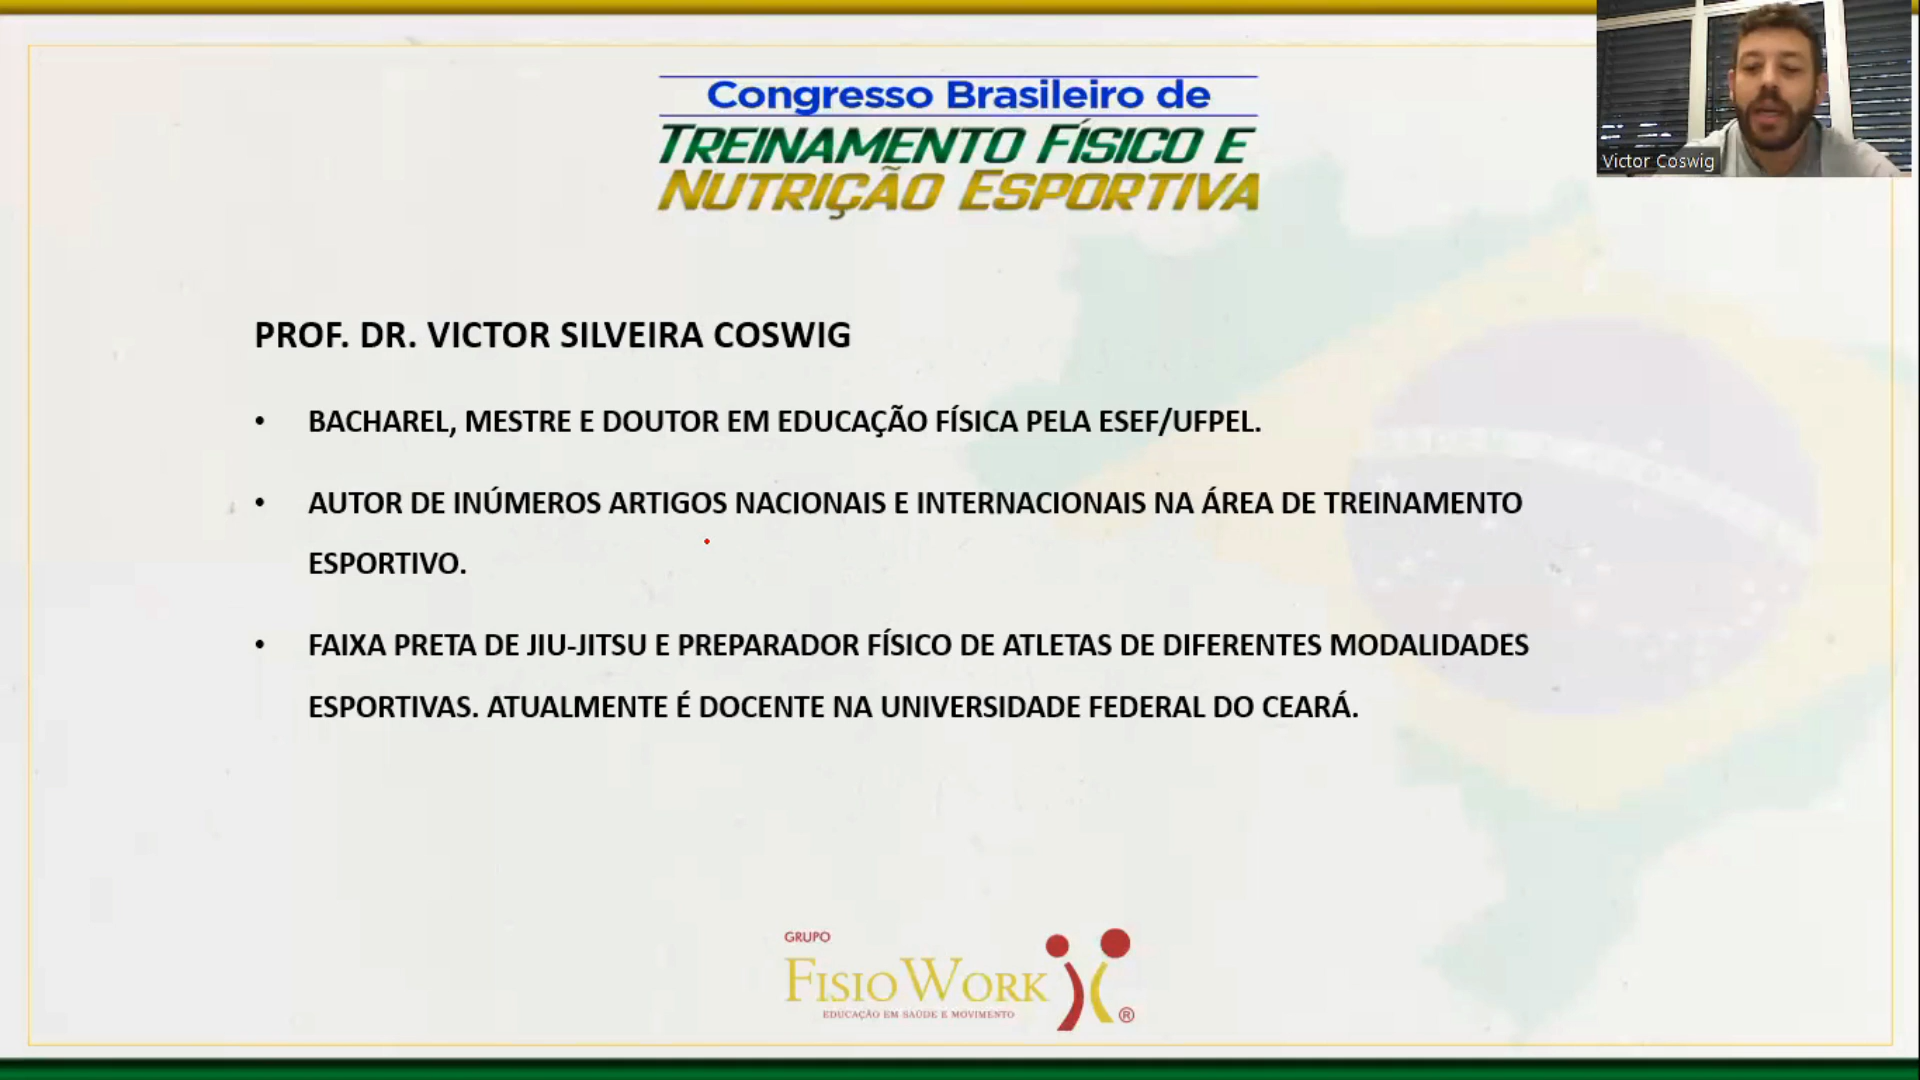 Congresso Brasileiro de
TREINAMENTO FÍSICO E
NUTRIÇÃO ESPORTIVA
Victor Coswig
PROF. DR. VICTOR SILVEIRA COSWIG
• BACHAREL, MESTRE E DOUTOR EM EDUCAÇÃO FÍSICA PELA ESEF/UFPEL.
• AUTOR DE INÚMEROS ARTIGOS NACIONAIS E INTERNACIONAIS NA ÁREA DE TREINAMENTO
ESPORTIVO.
• FAIXA PRETA DE JIU-JITSU E PREPARADOR FÍSICO DE ATLETAS DE DIFERENTES MODALIDADES
ESPORTIVAS. ATUALMENTE É DOCENTE NA UNIVERSIDADE FEDERAL DO CEARÁ.
GRUPO
FISIOWORK
EDUCAÇÃO EM SAÚDE E MOVIMENTO ®